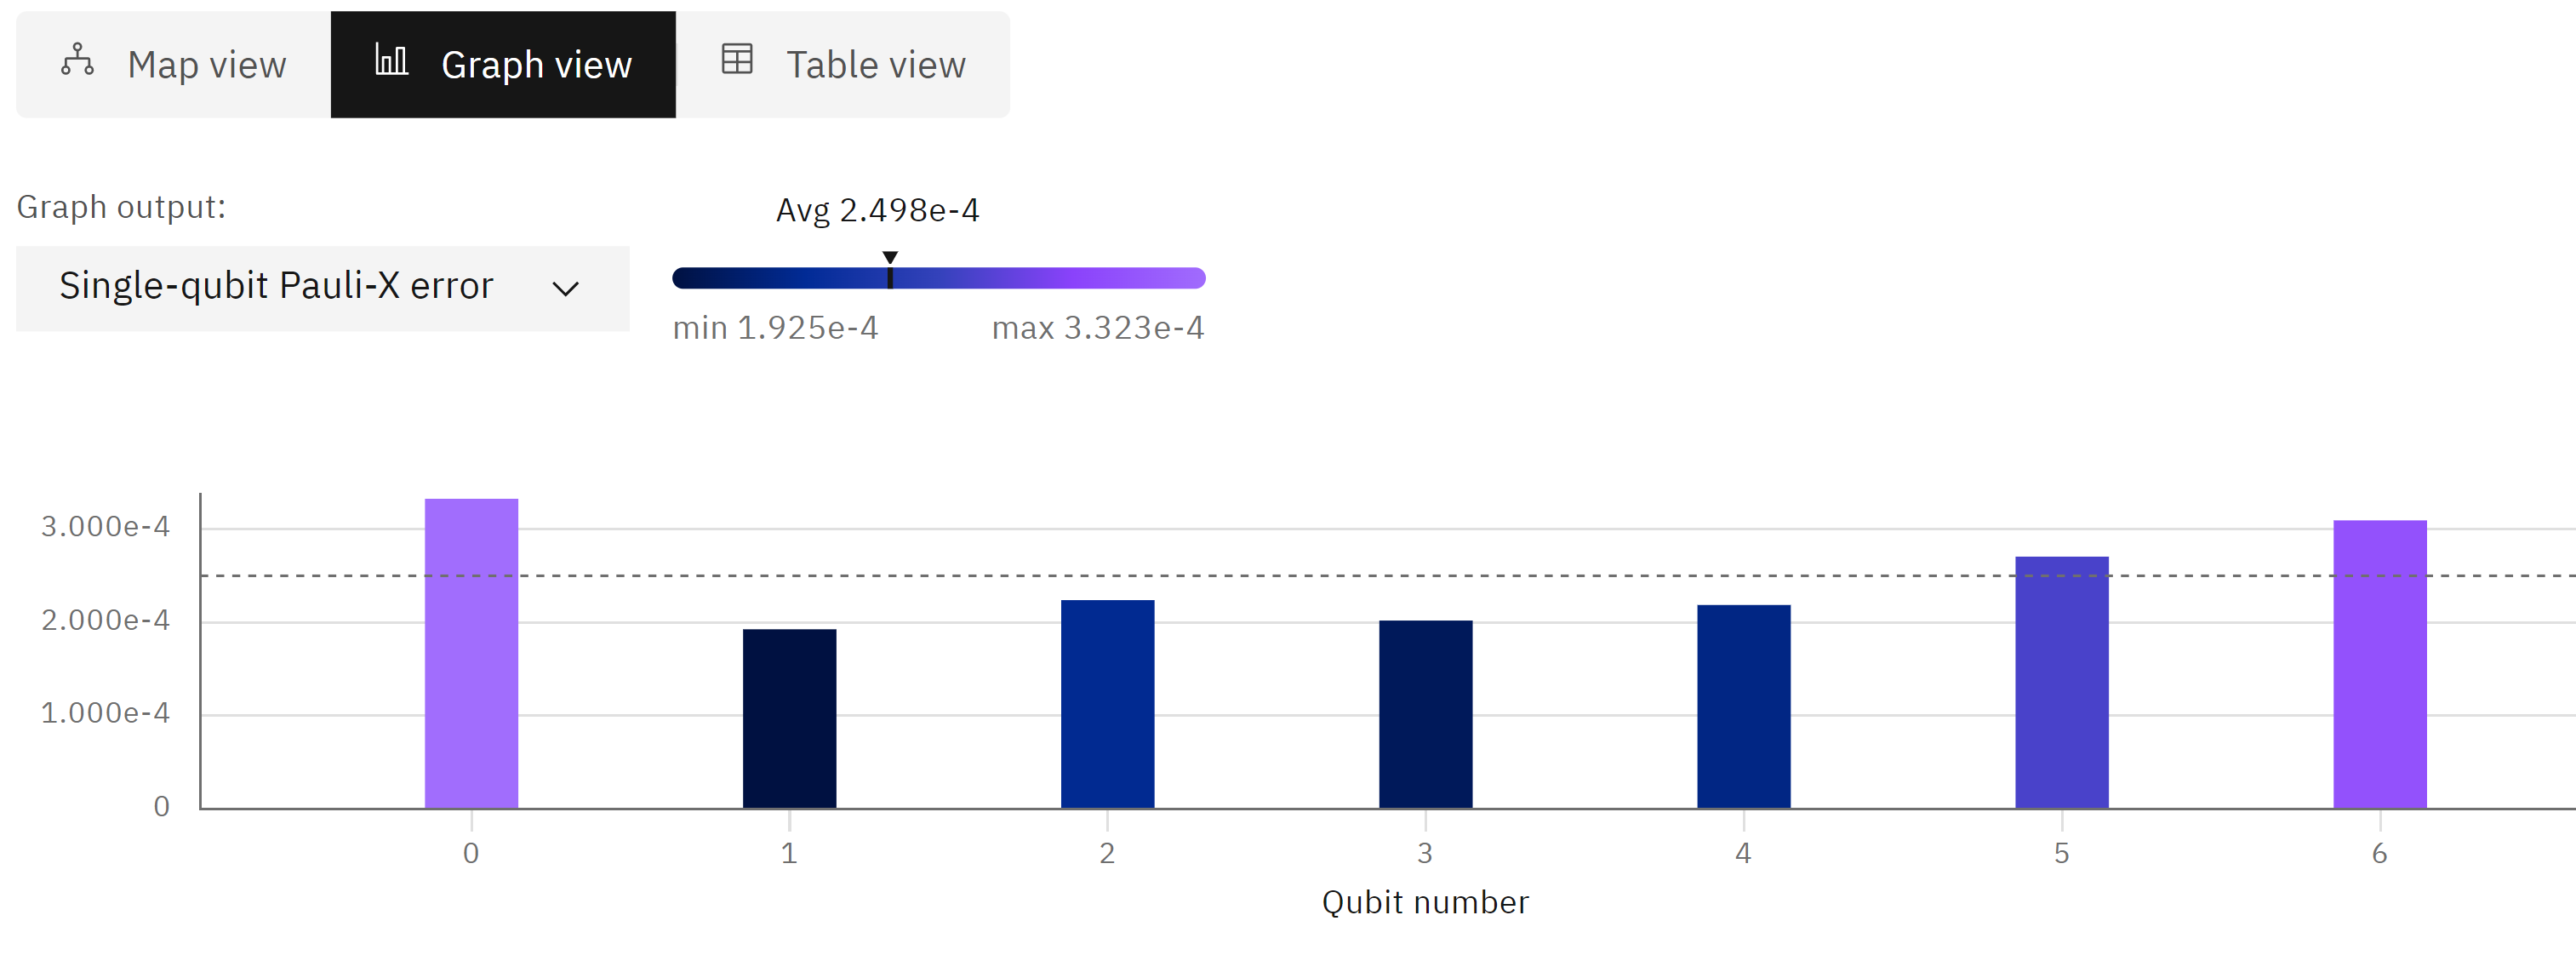 Map view Graph view Table view
Graph output:
Avg 2.498e-4
Single-qubit Pauli-X error
min 1.925e-4 max 3.323e-4
3.000e-4
2.000e-4
1.000e-4
0
0 1 2 3 4 5 6
Qubit number